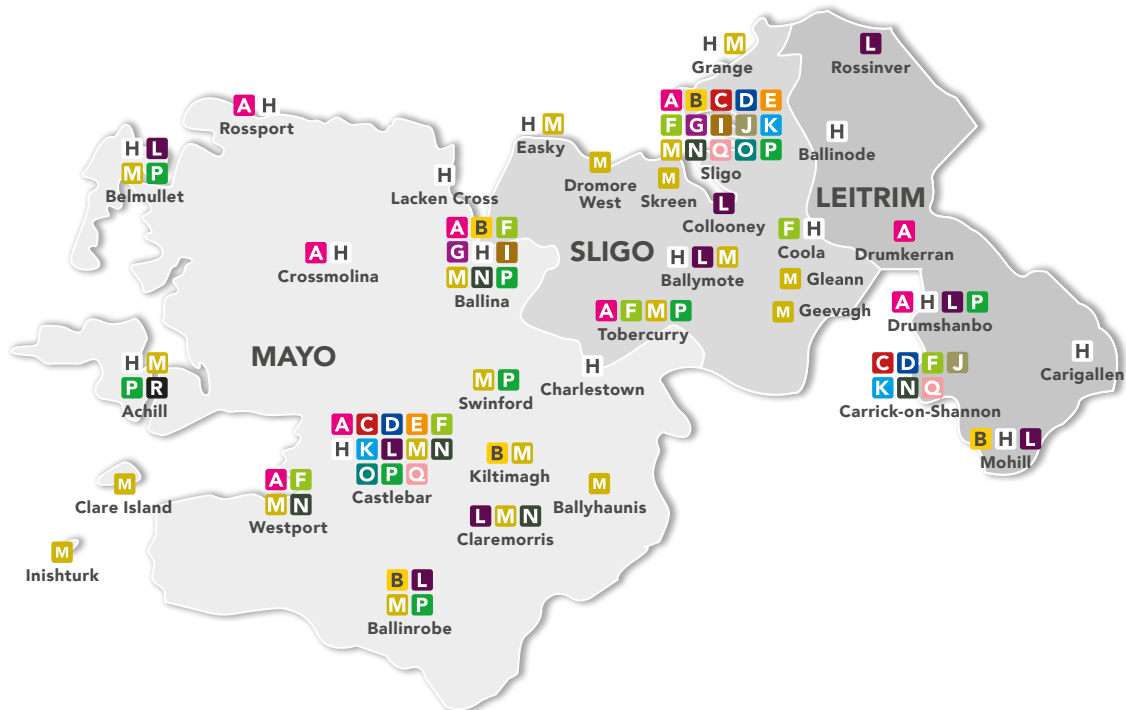 H M
Grange
L
Rossinver
A B C D E
F G I J K
M N Q O P
Sligo
A H
Rossport
H M
Easky
H
Ballinode
H L
M P
Belmullet
M
Dromore
West
M
Skreen
H
Lacken Cross
L
Collooney
LEITRIM
A B F
G H I
M N P
Ballina
F H
Coola
A
Drumkerran
A H
Crossmolina
SLIGO
H L M
Ballymote
M Gleann
A F M P
Tobercurry
M Geevagh
A H L P
Drumshanbo
MAYO
H M
P R
Achill
H
Charlestown
C D F J
K N Q
Carrick-on-Shannon
H
Carigallen
M P
Swinford
A C D E F
H K L M N
O P Q
Castlebar
B M
Kiltimagh
B H L
Mohill
M
Clare Island
A F
M N
Westport
M
Ballyhaunis
L M N
Claremorris
M
Inishturk
B L
M P
Ballinrobe